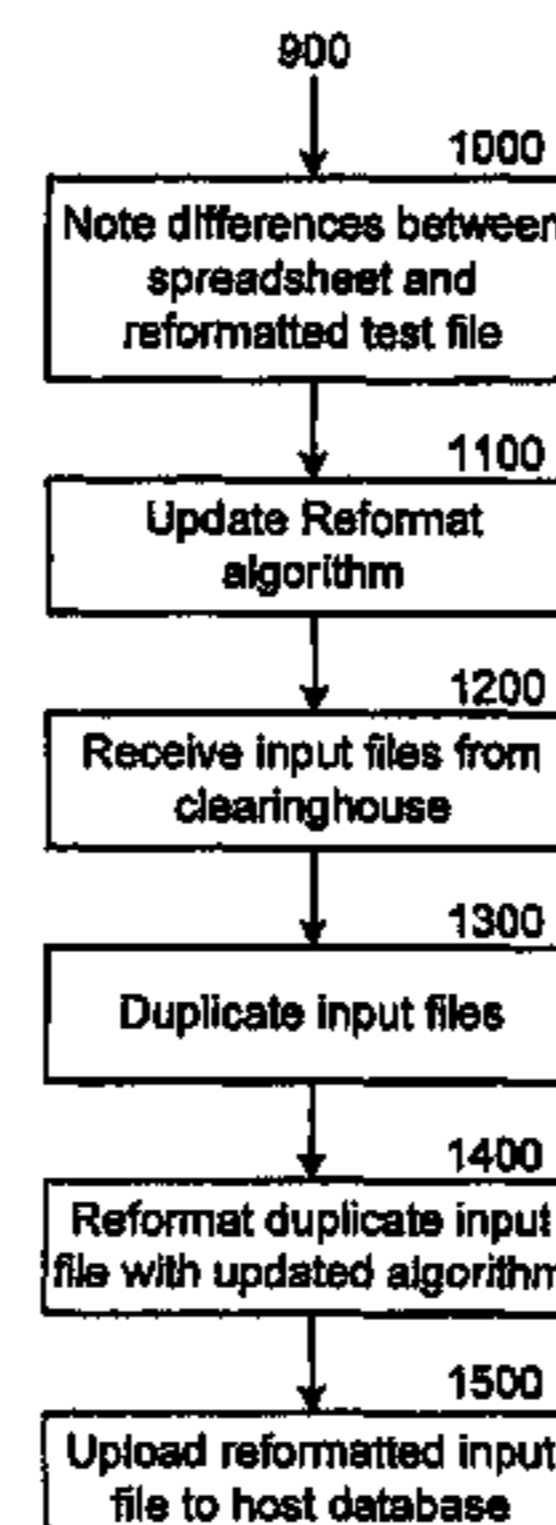 900
1000
Note differences between
spreadsheet and
reformatted test file
1100
Update Reformat
algorithm
1200
Receive input files from
clearinghouse
1300
Duplicate input files
1400
Reformat duplicate input
file with updated algorithm
1500
Upload reformatted input
file to host database